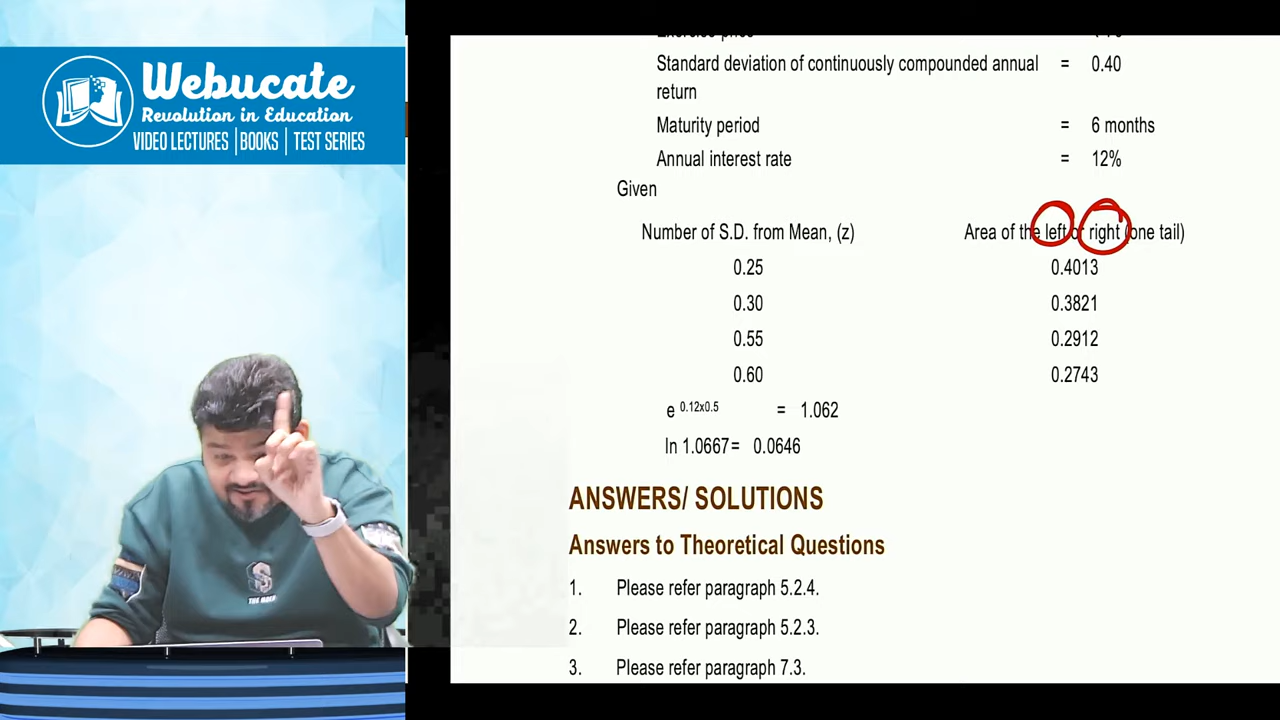 Webucate
Revolution in Education
VIDEO LECTURES | BOOKS | TEST SERIES
Standard deviation of continuously compounded annual return = 0.40
Maturity period = 6 months
Annual interest rate = 12%
Given
Number of S.D. from Mean, (z) Area of the left or right (one tail)
0.25 0.4013
0.30 0.3821
0.55 0.2912
0.60 0.2743
e 0.12x0.5 = 1.062
ln 1.0667= 0.0646
ANSWERS/ SOLUTIONS
Answers to Theoretical Questions
1. Please refer paragraph 5.2.4.
2. Please refer paragraph 5.2.3.
3. Please refer paragraph 7.3.